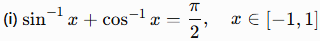 (i) sin⁻¹ x + cos⁻¹ x = π/2, x ∈ [−1, 1]